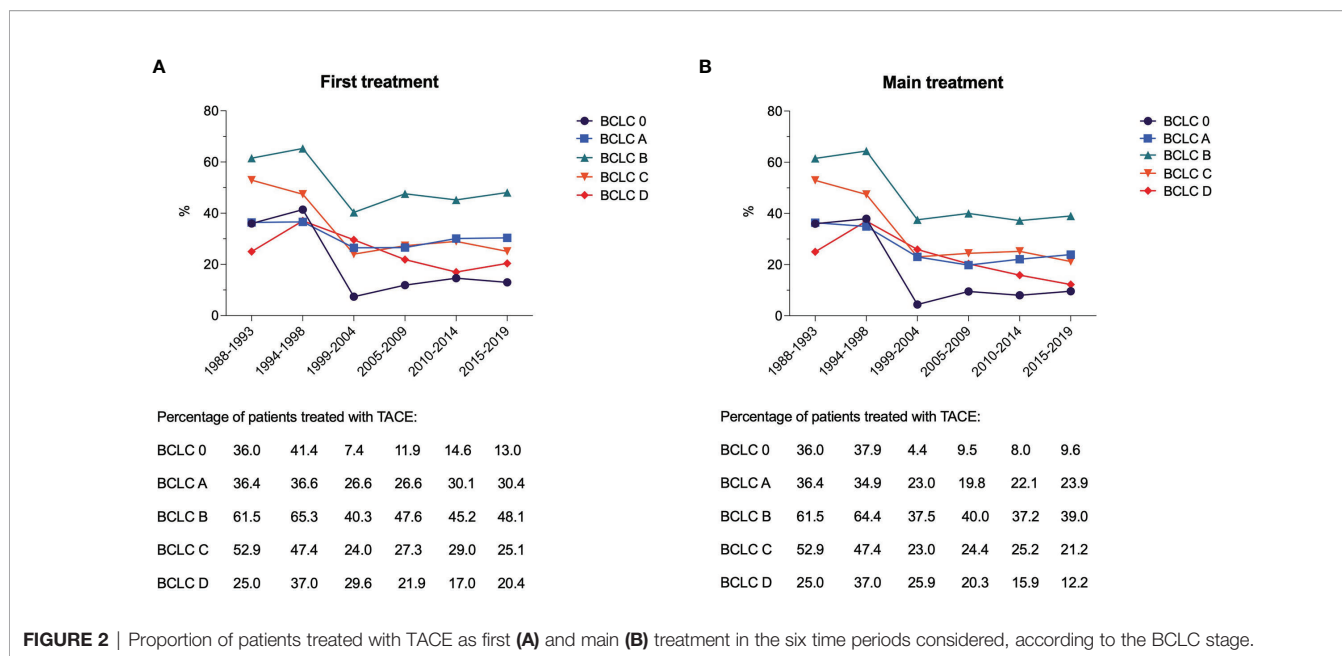 A
First treatment
80
60
40
20
0
%
1988-1993
1994-1998
1999-2004
2005-2009
2010-2014
2015-2019
BCLC 0
BCLC A
BCLC B
BCLC C
BCLC D
Percentage of patients treated with TACE:
BCLC 0 36.0 41.4 7.4 11.9 14.6 13.0
BCLC A 36.4 36.6 26.6 26.6 30.1 30.4
BCLC B 61.5 65.3 40.3 47.6 45.2 48.1
BCLC C 52.9 47.4 24.0 27.3 29.0 25.1
BCLC D 25.0 37.0 29.6 21.9 17.0 20.4
B
Main treatment
80
60
40
20
0
%
1988-1993
1994-1998
1999-2004
2005-2009
2010-2014
2015-2019
BCLC 0
BCLC A
BCLC B
BCLC C
BCLC D
Percentage of patients treated with TACE:
BCLC 0 36.0 37.9 4.4 9.5 8.0 9.6
BCLC A 36.4 34.9 23.0 19.8 22.1 23.9
BCLC B 61.5 64.4 37.5 40.0 37.2 39.0
BCLC C 52.9 47.4 23.0 24.4 25.2 21.2
BCLC D 25.0 37.0 25.9 20.3 15.9 12.2
FIGURE 2 | Proportion of patients treated with TACE as first (A) and main (B) treatment in the six time periods considered, according to the BCLC stage.